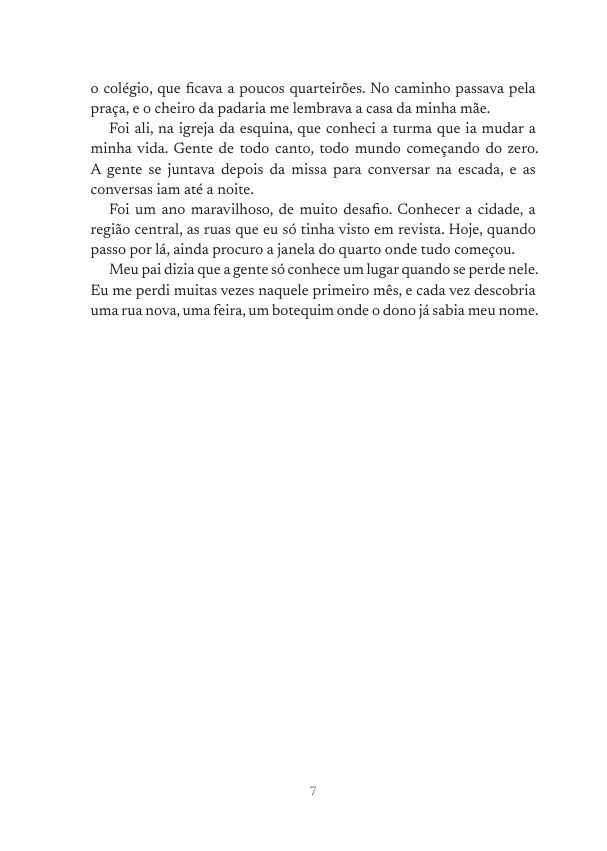 o colégio, que ficava a poucos quarteirões. No caminho passava pela
praça, e o cheiro da padaria me lembrava a casa da minha mãe.
Foi ali, na igreja da esquina, que conheci a turma que ia mudar a
minha vida. Gente de todo canto, todo mundo começando do zero.
A gente se juntava depois da missa para conversar na escada, e as
conversas iam até a noite.
Foi um ano maravilhoso, de muito desafio. Conhecer a cidade, a
região central, as ruas que eu só tinha visto em revista. Hoje, quando
passo por lá, ainda procuro a janela do quarto onde tudo começou.
Meu pai dizia que a gente só conhece um lugar quando se perde nele.
Eu me perdi muitas vezes naquele primeiro mês, e cada vez descobria
uma rua nova, uma feira, um botequim onde o dono já sabia meu nome.
7